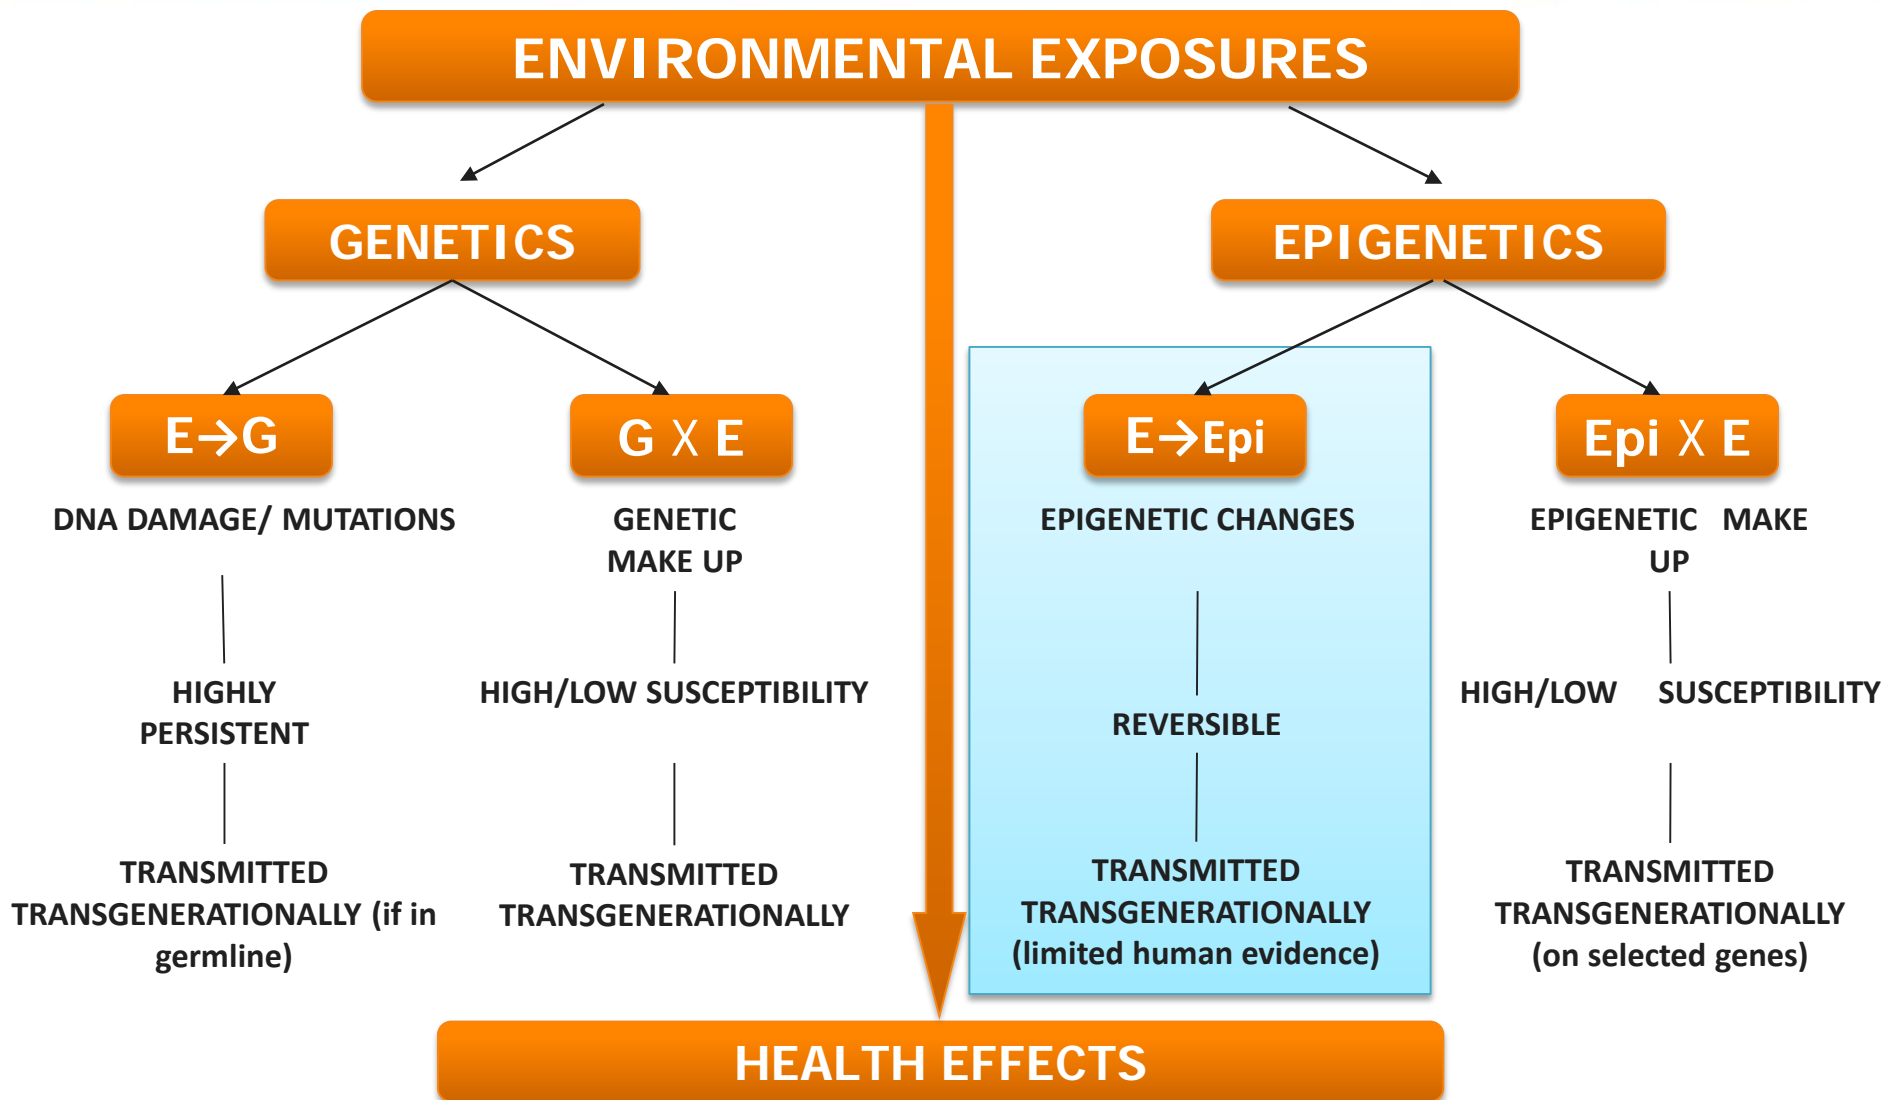 ENVIRONMENTAL EXPOSURES
GENETICS
EPIGENETICS
E→G
G X E
E→Epi
Epi X E
DNA DAMAGE/ MUTATIONS
HIGHLY
PERSISTENT
TRANSMITTED
TRANSGENERATIONALLY (if in
germline)
GENETIC
MAKE UP
HIGH/LOW SUSCEPTIBILITY
TRANSMITTED
TRANSGENERATIONALLY
EPIGENETIC CHANGES
REVERSIBLE
TRANSMITTED
TRANSGENERATIONALLY
(limited human evidence)
EPIGENETIC MAKE
UP
HIGH/LOW SUSCEPTIBILITY
TRANSMITTED
TRANSGENERATIONALLY
(on selected genes)
HEALTH EFFECTS